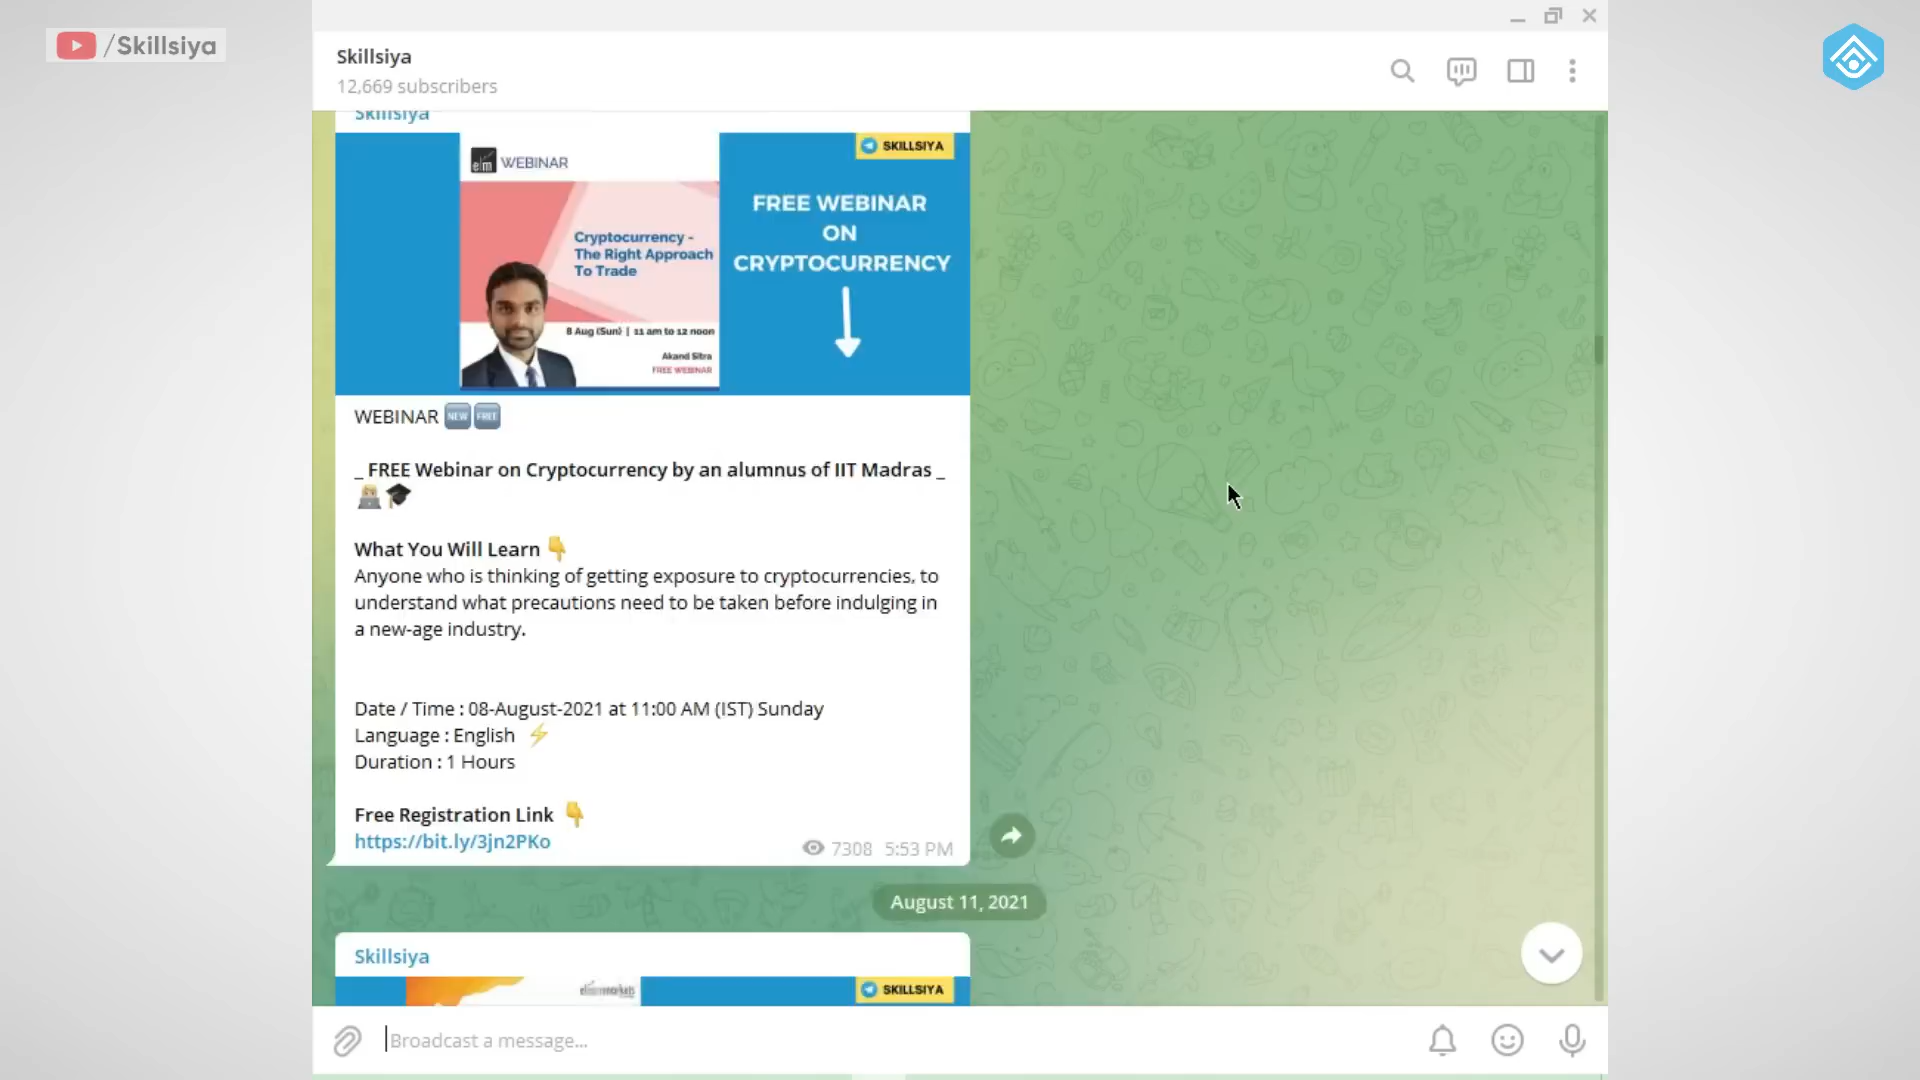 /Skillsiya
Skillsiya
12,669 subscribers
Skillsiya
elm WEBINAR
SKILLSIYA
Cryptocurrency -
The Right Approach
To Trade
8 Aug (Sun) | 11 am to 12 noon
Akand Sitra
FREE WEBINAR
FREE WEBINAR
ON
CRYPTOCURRENCY
WEBINAR NEW FREE
_ FREE Webinar on Cryptocurrency by an alumnus of IIT Madras _
What You Will Learn
Anyone who is thinking of getting exposure to cryptocurrencies, to
understand what precautions need to be taken before indulging in
a new-age industry.
Date / Time : 08-August-2021 at 11:00 AM (IST) Sunday
Language : English
Duration : 1 Hours
Free Registration Link
https://bit.ly/3jn2PKo
7308 5:53 PM
August 11, 2021
Skillsiya
elearnmarkets
SKILLSIYA
Broadcast a message...